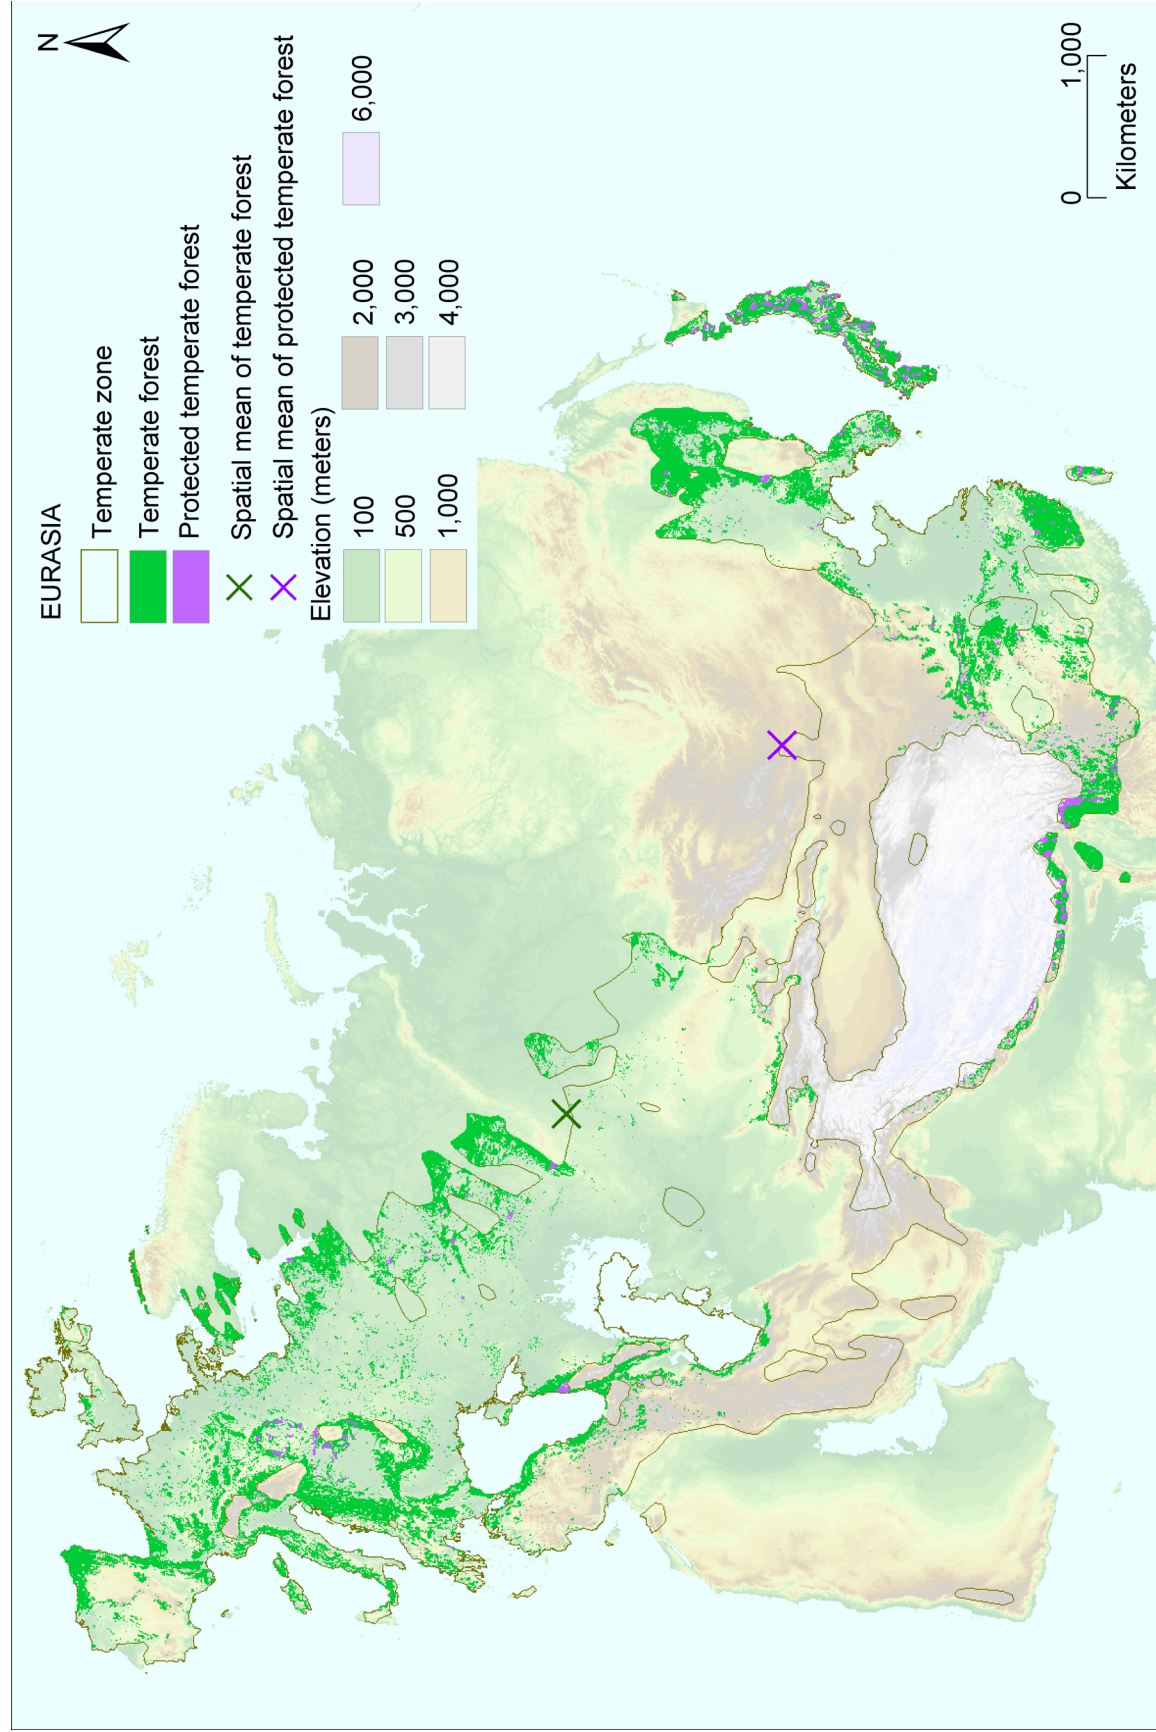 EURASIA
Temperate zone
Temperate forest
Protected temperate forest
Spatial mean of temperate forest
Spatial mean of protected temperate forest
Elevation (meters)
100
500
1,000
2,000
3,000
4,000
6,000
N
0
1,000
Kilometers